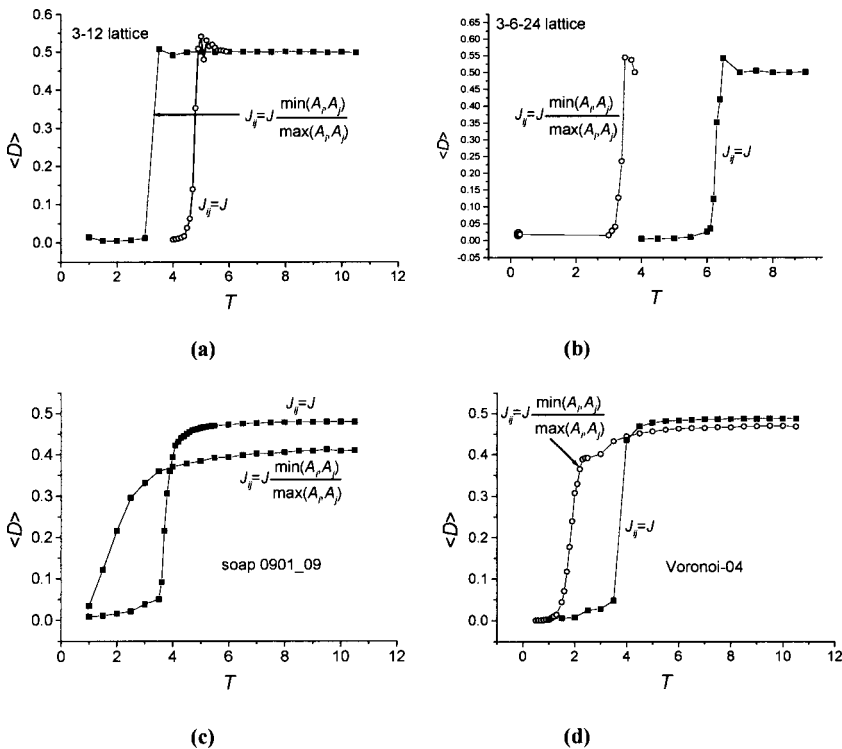 3-12 lattice
0.6
0.5
0.4
0.3
0.2
0.1
0.0
<D>
J_ij=J min(A_i,A_j)/max(A_i,A_j)
J_ij=J
0 2 4 6 8 10 12
T
(a)
3-6-24 lattice
0.65
0.60
0.55
0.50
0.45
0.40
0.35
0.30
0.25
0.20
0.15
0.10
0.05
0.00
-0.05
<D>
J_ij=J min(A_i,A_j)/max(A_i,A_j)
J_ij=J
0 2 4 6 8
T
(b)
0.5
0.4
0.3
0.2
0.1
0.0
<D>
J_ij=J
J_ij=J min(A_i,A_j)/max(A_i,A_j)
soap 0901_09
0 2 4 6 8 10 12
T
(c)
0.5
0.4
0.3
0.2
0.1
0.0
<D>
J_ij=J min(A_i,A_j)/max(A_i,A_j)
J_ij=J
Voronoi-04
0 2 4 6 8 10 12
T
(d)